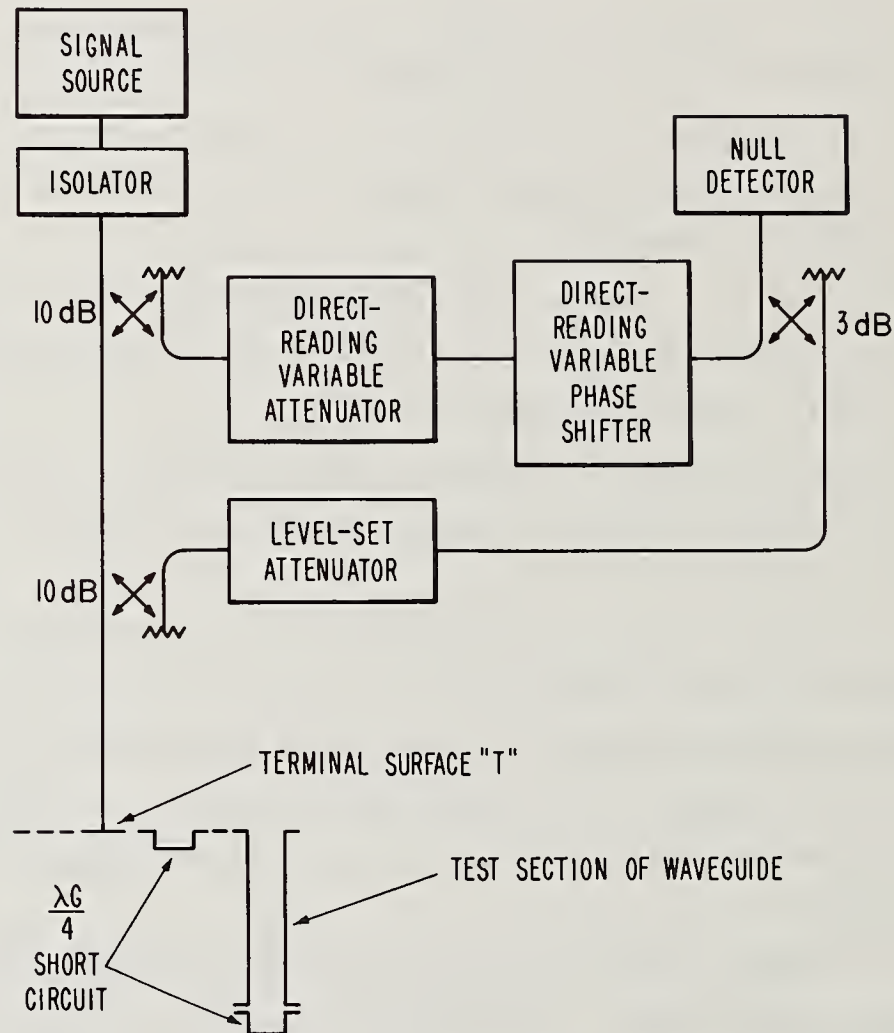 SIGNAL
SOURCE
ISOLATOR
NULL
DETECTOR
10 dB
DIRECT-
READING
VARIABLE
ATTENUATOR
DIRECT-
READING
VARIABLE
PHASE
SHIFTER
3 dB
LEVEL-SET
ATTENUATOR
10 dB
TERMINAL SURFACE "T"
TEST SECTION OF WAVEGUIDE
λG
4
SHORT
CIRCUIT